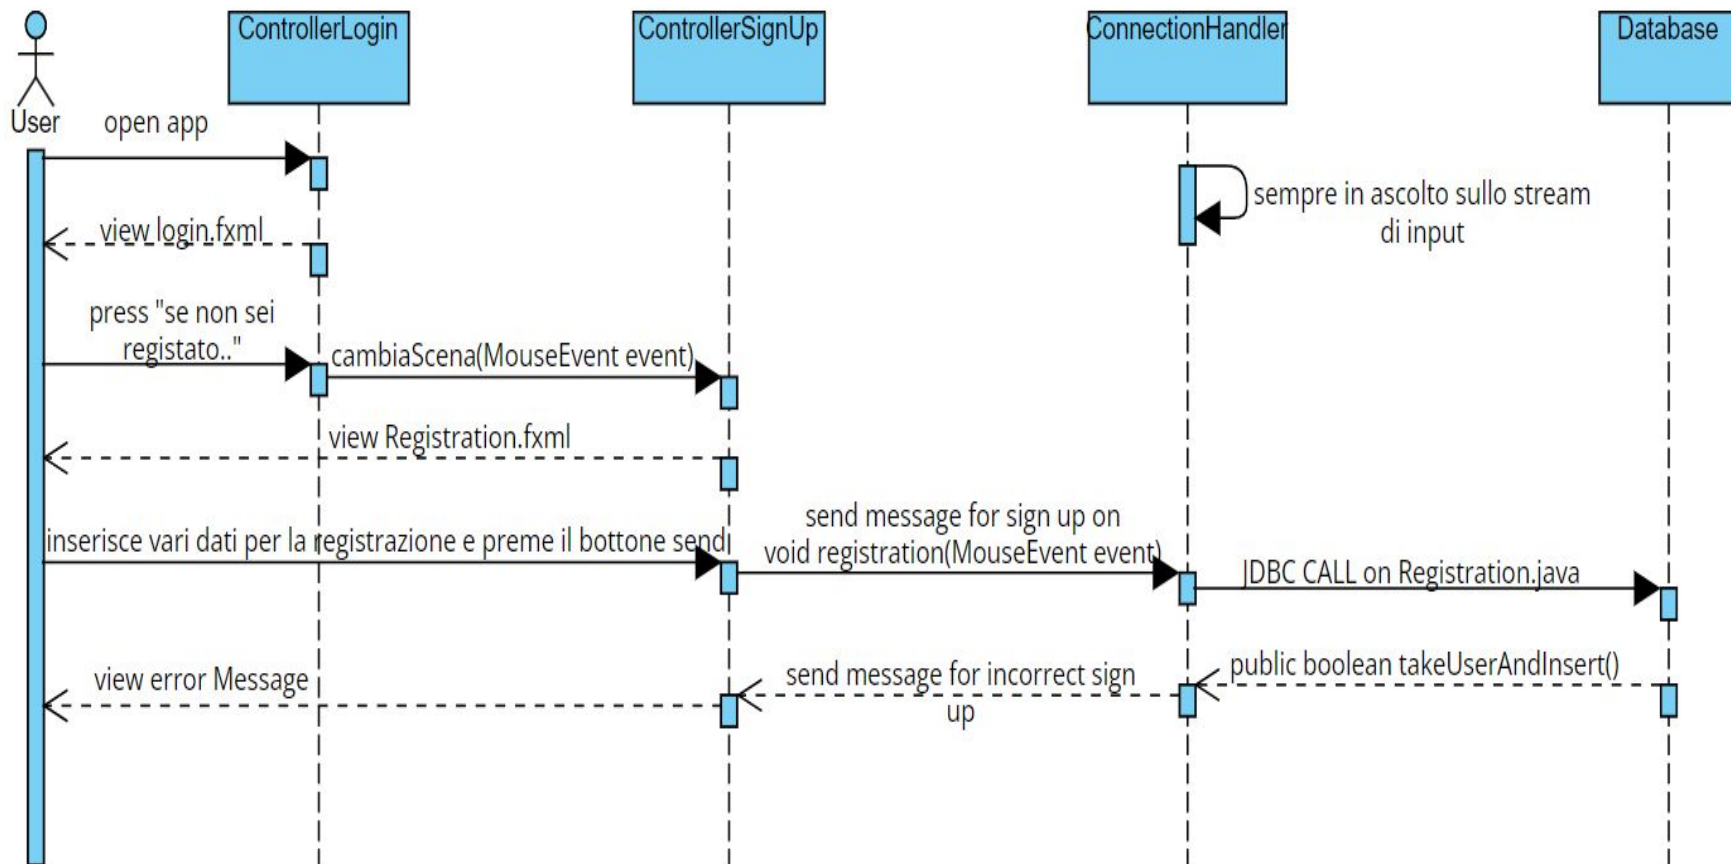 ControllerLogin
ControllerSignUp
ConnectionHandler
Database
User
open app
sempre in ascolto sullo stream
di input
view login.fxml
press "se non sei
registato.."
cambiaScena(MouseEvent event)
view Registration.fxml
inserisce vari dati per la registrazione e preme il bottone send
send message for sign up on
void registration(MouseEvent event)
JDBC CALL on Registration.java
public boolean takeUserAndInsert()
send message for incorrect sign
up
view error Message